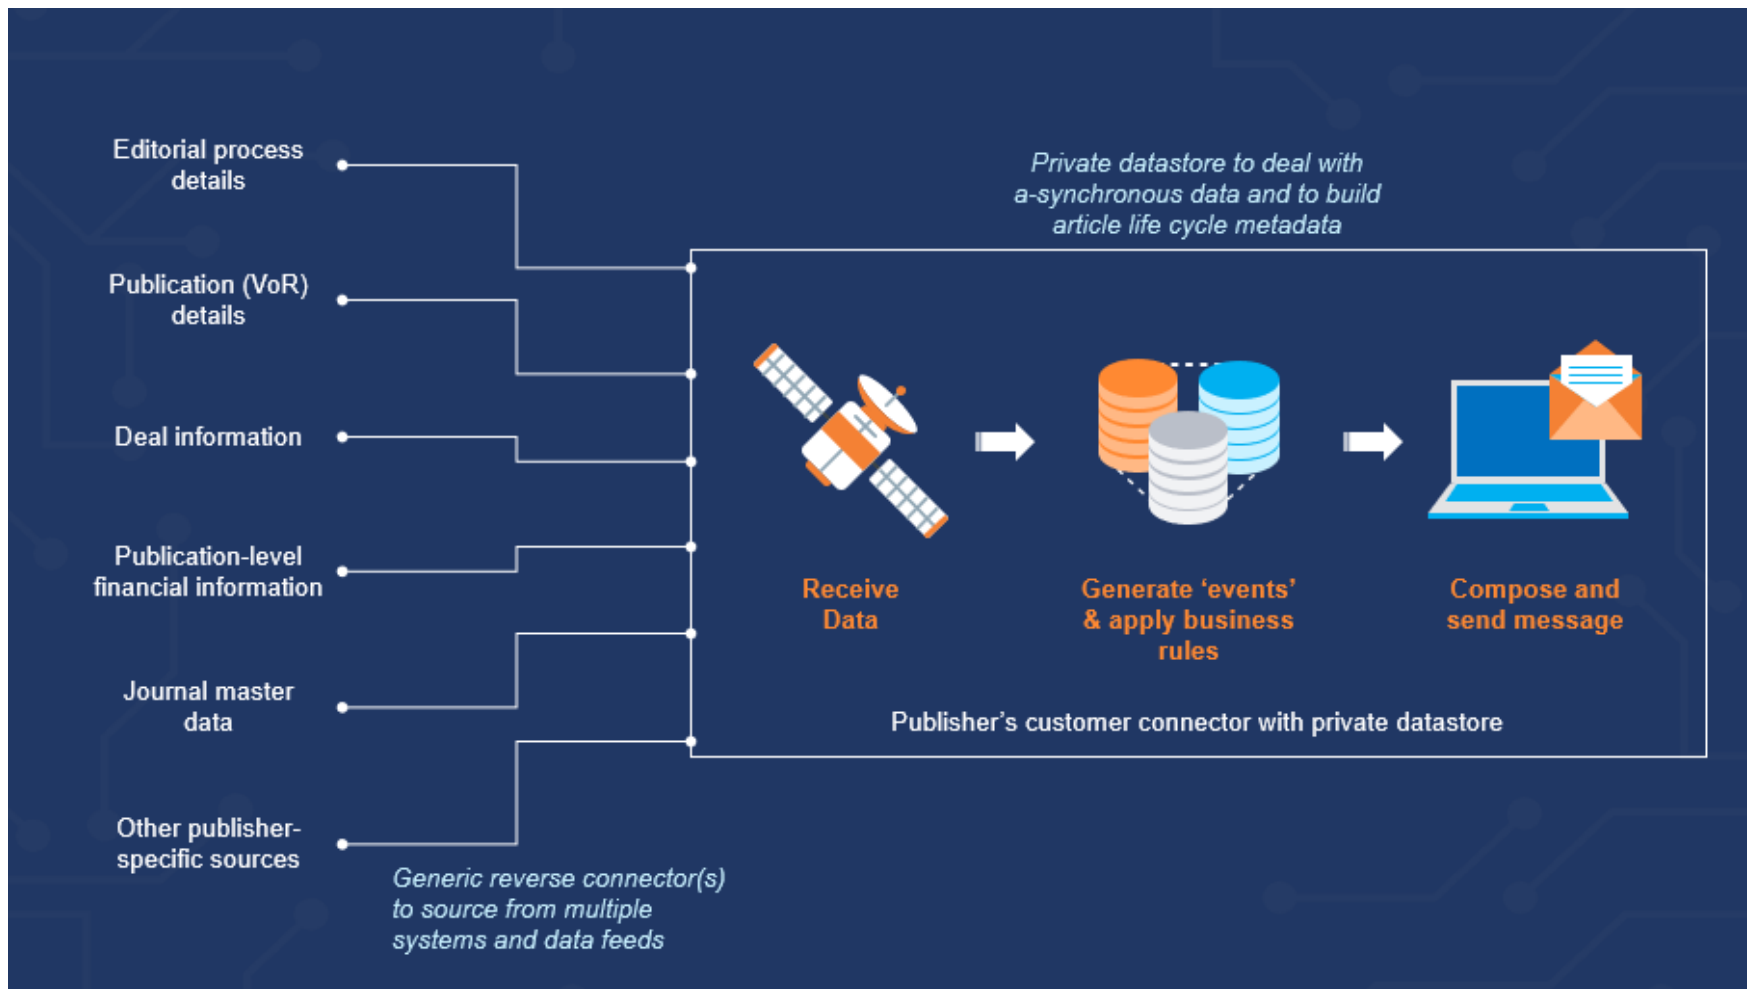 Editorial process
details
Publication (VoR)
details
Deal information
Publication-level
financial information
Journal master
data
Other publisher-
specific sources
Generic reverse connector(s)
to source from multiple
systems and data feeds
Private datastore to deal with
a-synchronous data and to build
article life cycle metadata
Receive
Data
Generate ‘events’
& apply business
rules
Compose and
send message
Publisher’s customer connector with private datastore